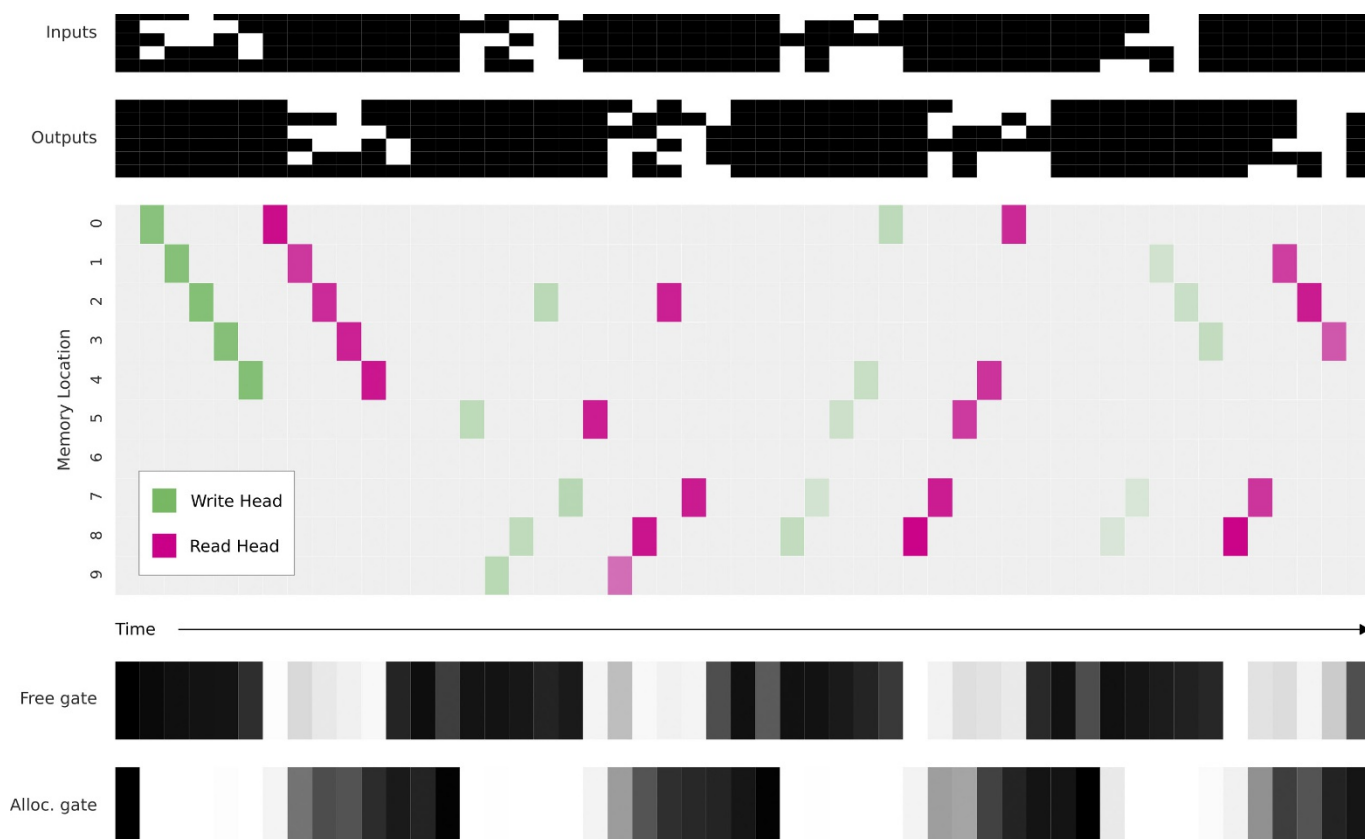 Inputs
Outputs
Memory Location
0
1
2
3
4
5
6
7
8
9
Write Head
Read Head
Time
Free gate
Alloc. gate